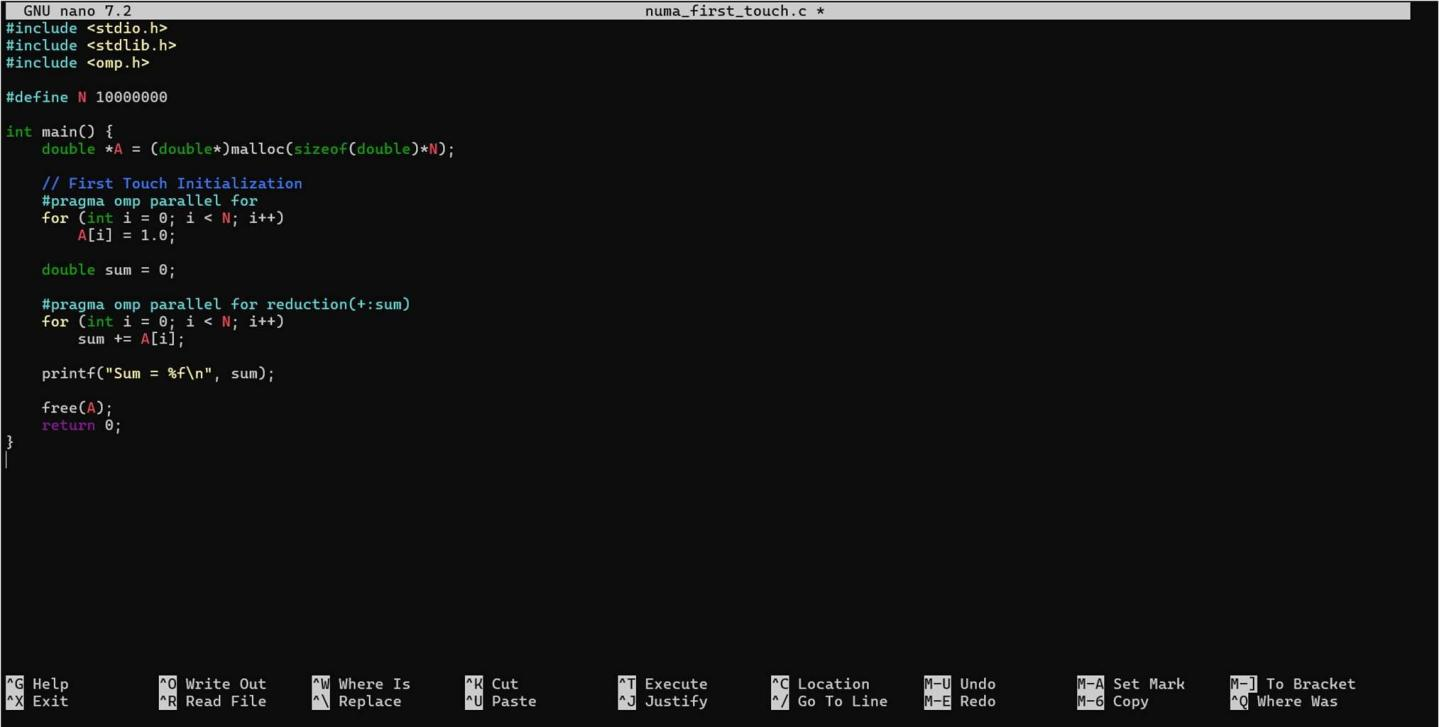 GNU nano 7.2 numa_first_touch.c *
#include <stdio.h>
#include <stdlib.h>
#include <omp.h>

#define N 10000000

int main() {
    double *A = (double*)malloc(sizeof(double)*N);

    // First Touch Initialization
    #pragma omp parallel for
    for (int i = 0; i < N; i++)
        A[i] = 1.0;

    double sum = 0;

    #pragma omp parallel for reduction(+:sum)
    for (int i = 0; i < N; i++)
        sum += A[i];

    printf("Sum = %f\n", sum);

    free(A);
    return 0;
}

^G Help ^O Write Out ^W Where Is ^K Cut ^T Execute ^C Location M-U Undo M-A Set Mark M-] To Bracket
^X Exit ^R Read File ^\ Replace ^U Paste ^J Justify ^/ Go To Line M-E Redo M-6 Copy ^Q Where Was